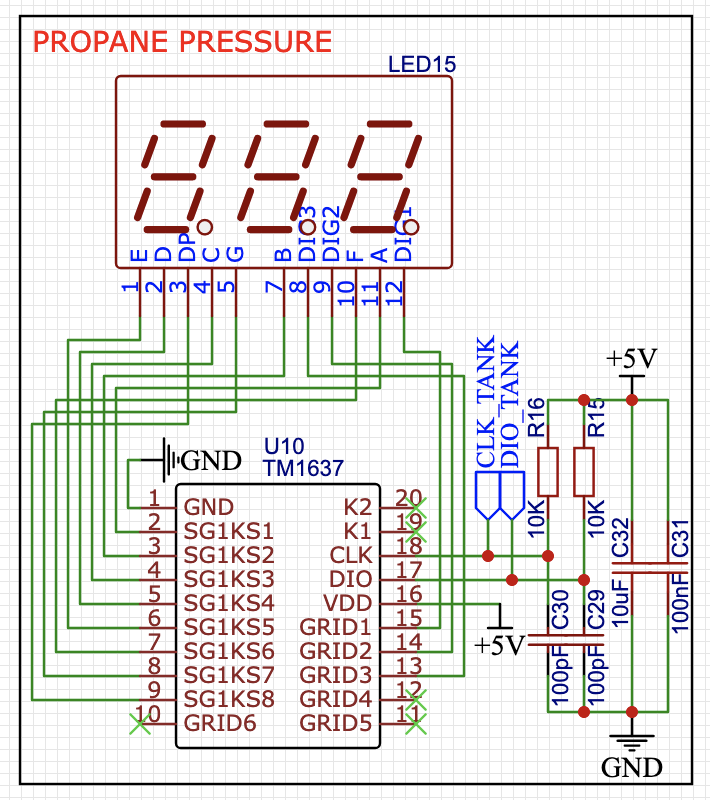 PROPANE PRESSURE
LED15
E D DP C G B DIG3 DIG2 F A DIG1
1 2 3 4 5 7 8 9 10 11 12
CLK_TANK
DIO_TANK
+5V
R16
R15
10K
10K
GND
U10
TM1637
1 GND K2 20
2 SG1KS1 K1 19
3 SG1KS2 CLK 18
4 SG1KS3 DIO 17
5 SG1KS4 VDD 16
6 SG1KS5 GRID1 15
7 SG1KS6 GRID2 14
8 SG1KS7 GRID3 13
9 SG1KS8 GRID4 12
10 GRID6 GRID5 11
+5V
C30
100pF
C29
100pF
C32
10uF
C31
100nF
GND